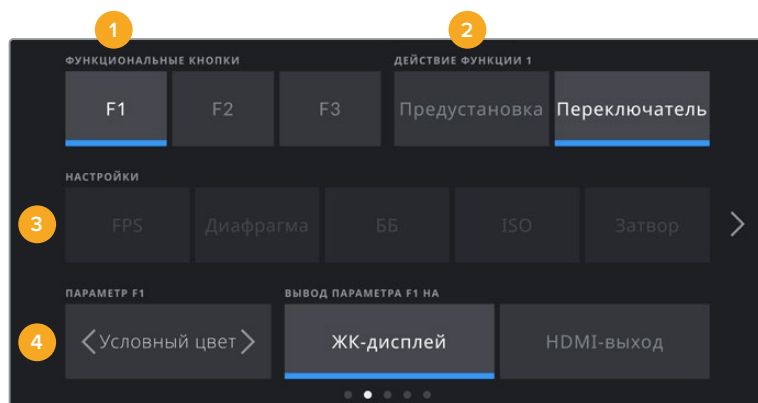 1 2
ФУНКЦИОНАЛЬНЫЕ КНОПКИ ДЕЙСТВИЕ ФУНКЦИИ 1
F1 F2 F3 Предустановка Переключатель
НАСТРОЙКИ
3 FPS Диафрагма ББ ISO Затвор
ПАРАМЕТР F1 ВЫВОД ПАРАМЕТРА F1 НА
4 Условный цвет ЖК-дисплей HDMI-выход